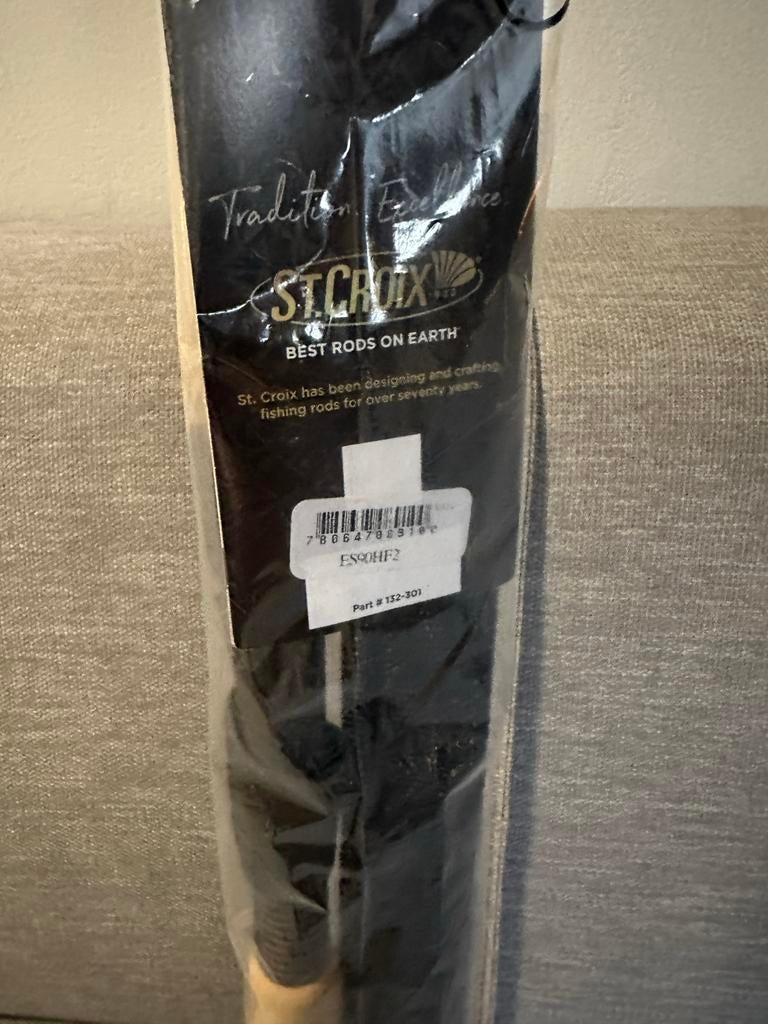 Tradition. Excellence.
ST.CROIX
BEST RODS ON EARTH
St. Croix has been designing and crafting
fishing rods for over seventy years.
ES90HF2
Part # 132-301